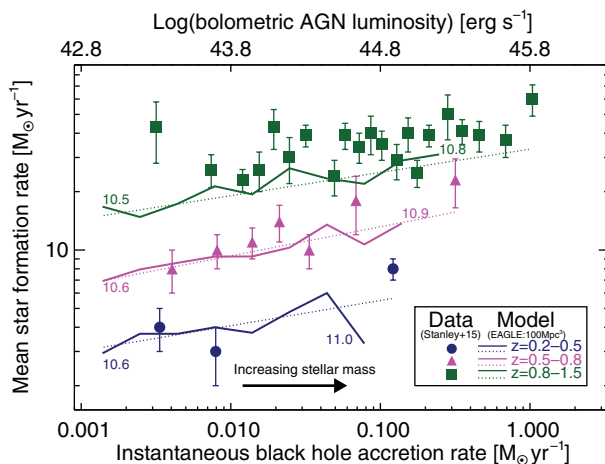 Log(bolometric AGN luminosity) [erg s⁻¹]
42.8 43.8 44.8 45.8
Mean star formation rate [M⊙ yr⁻¹]
10
10.5
10.8
10.6
10.9
10.6
11.0
Increasing stellar mass
Data Model
(Stanley+15) (EAGLE:100Mpc³)
z=0.2–0.5
z=0.5–0.8
z=0.8–1.5
0.001 0.010 0.100 1.000
Instantaneous black hole accretion rate [M⊙ yr⁻¹]